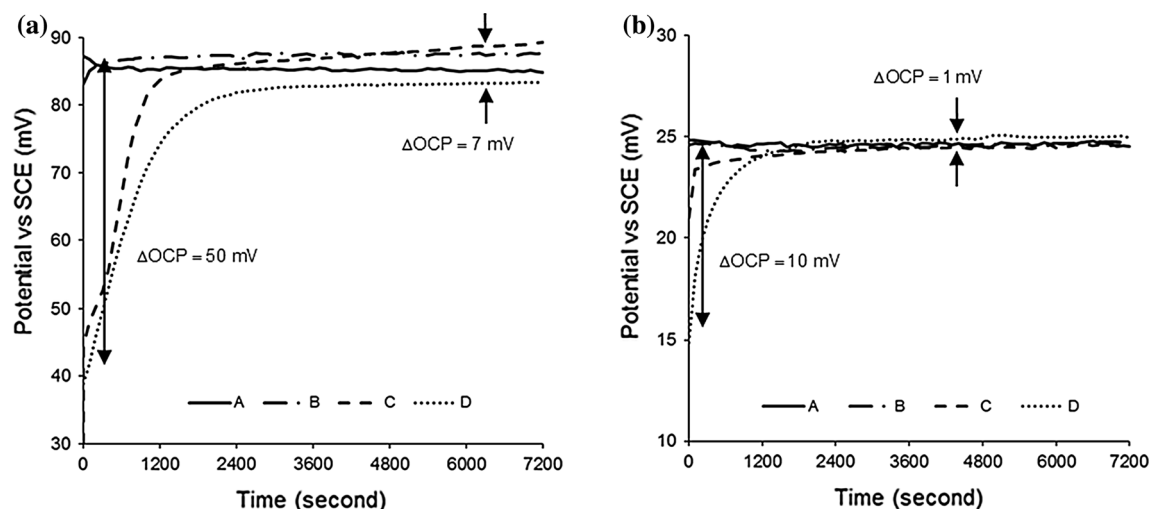 (a)
90
80
70
60
50
40
30
Potential vs SCE (mV)
ΔOCP = 7 mV
ΔOCP = 50 mV
A B C D
0 1200 2400 3600 4800 6000 7200
Time (second)
(b)
30
25
20
15
10
Potential vs SCE (mV)
ΔOCP = 1 mV
ΔOCP = 10 mV
A B C D
0 1200 2400 3600 4800 6000 7200
Time (second)